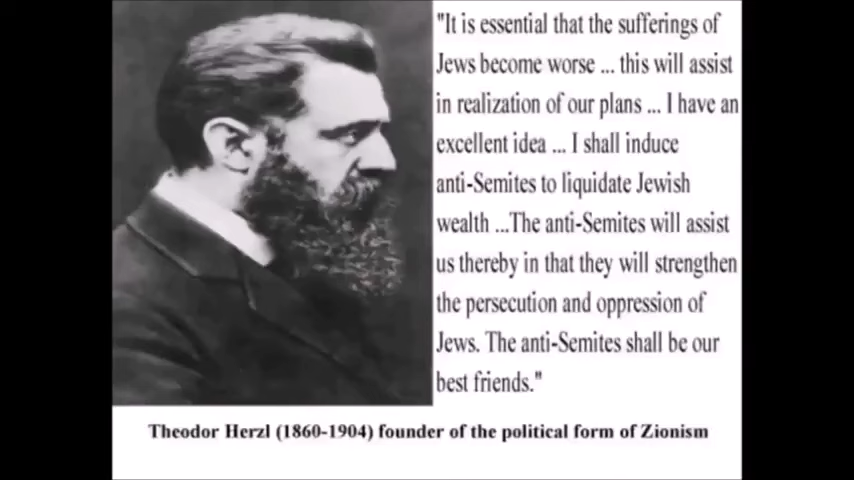 "It is essential that the sufferings of
Jews become worse ... this will assist
in realization of our plans ... I have an
excellent idea ... I shall induce
anti-Semites to liquidate Jewish
wealth ...The anti-Semites will assist
us thereby in that they will strengthen
the persecution and oppression of
Jews. The anti-Semites shall be our
best friends."
Theodor Herzl (1860-1904) founder of the political form of Zionism